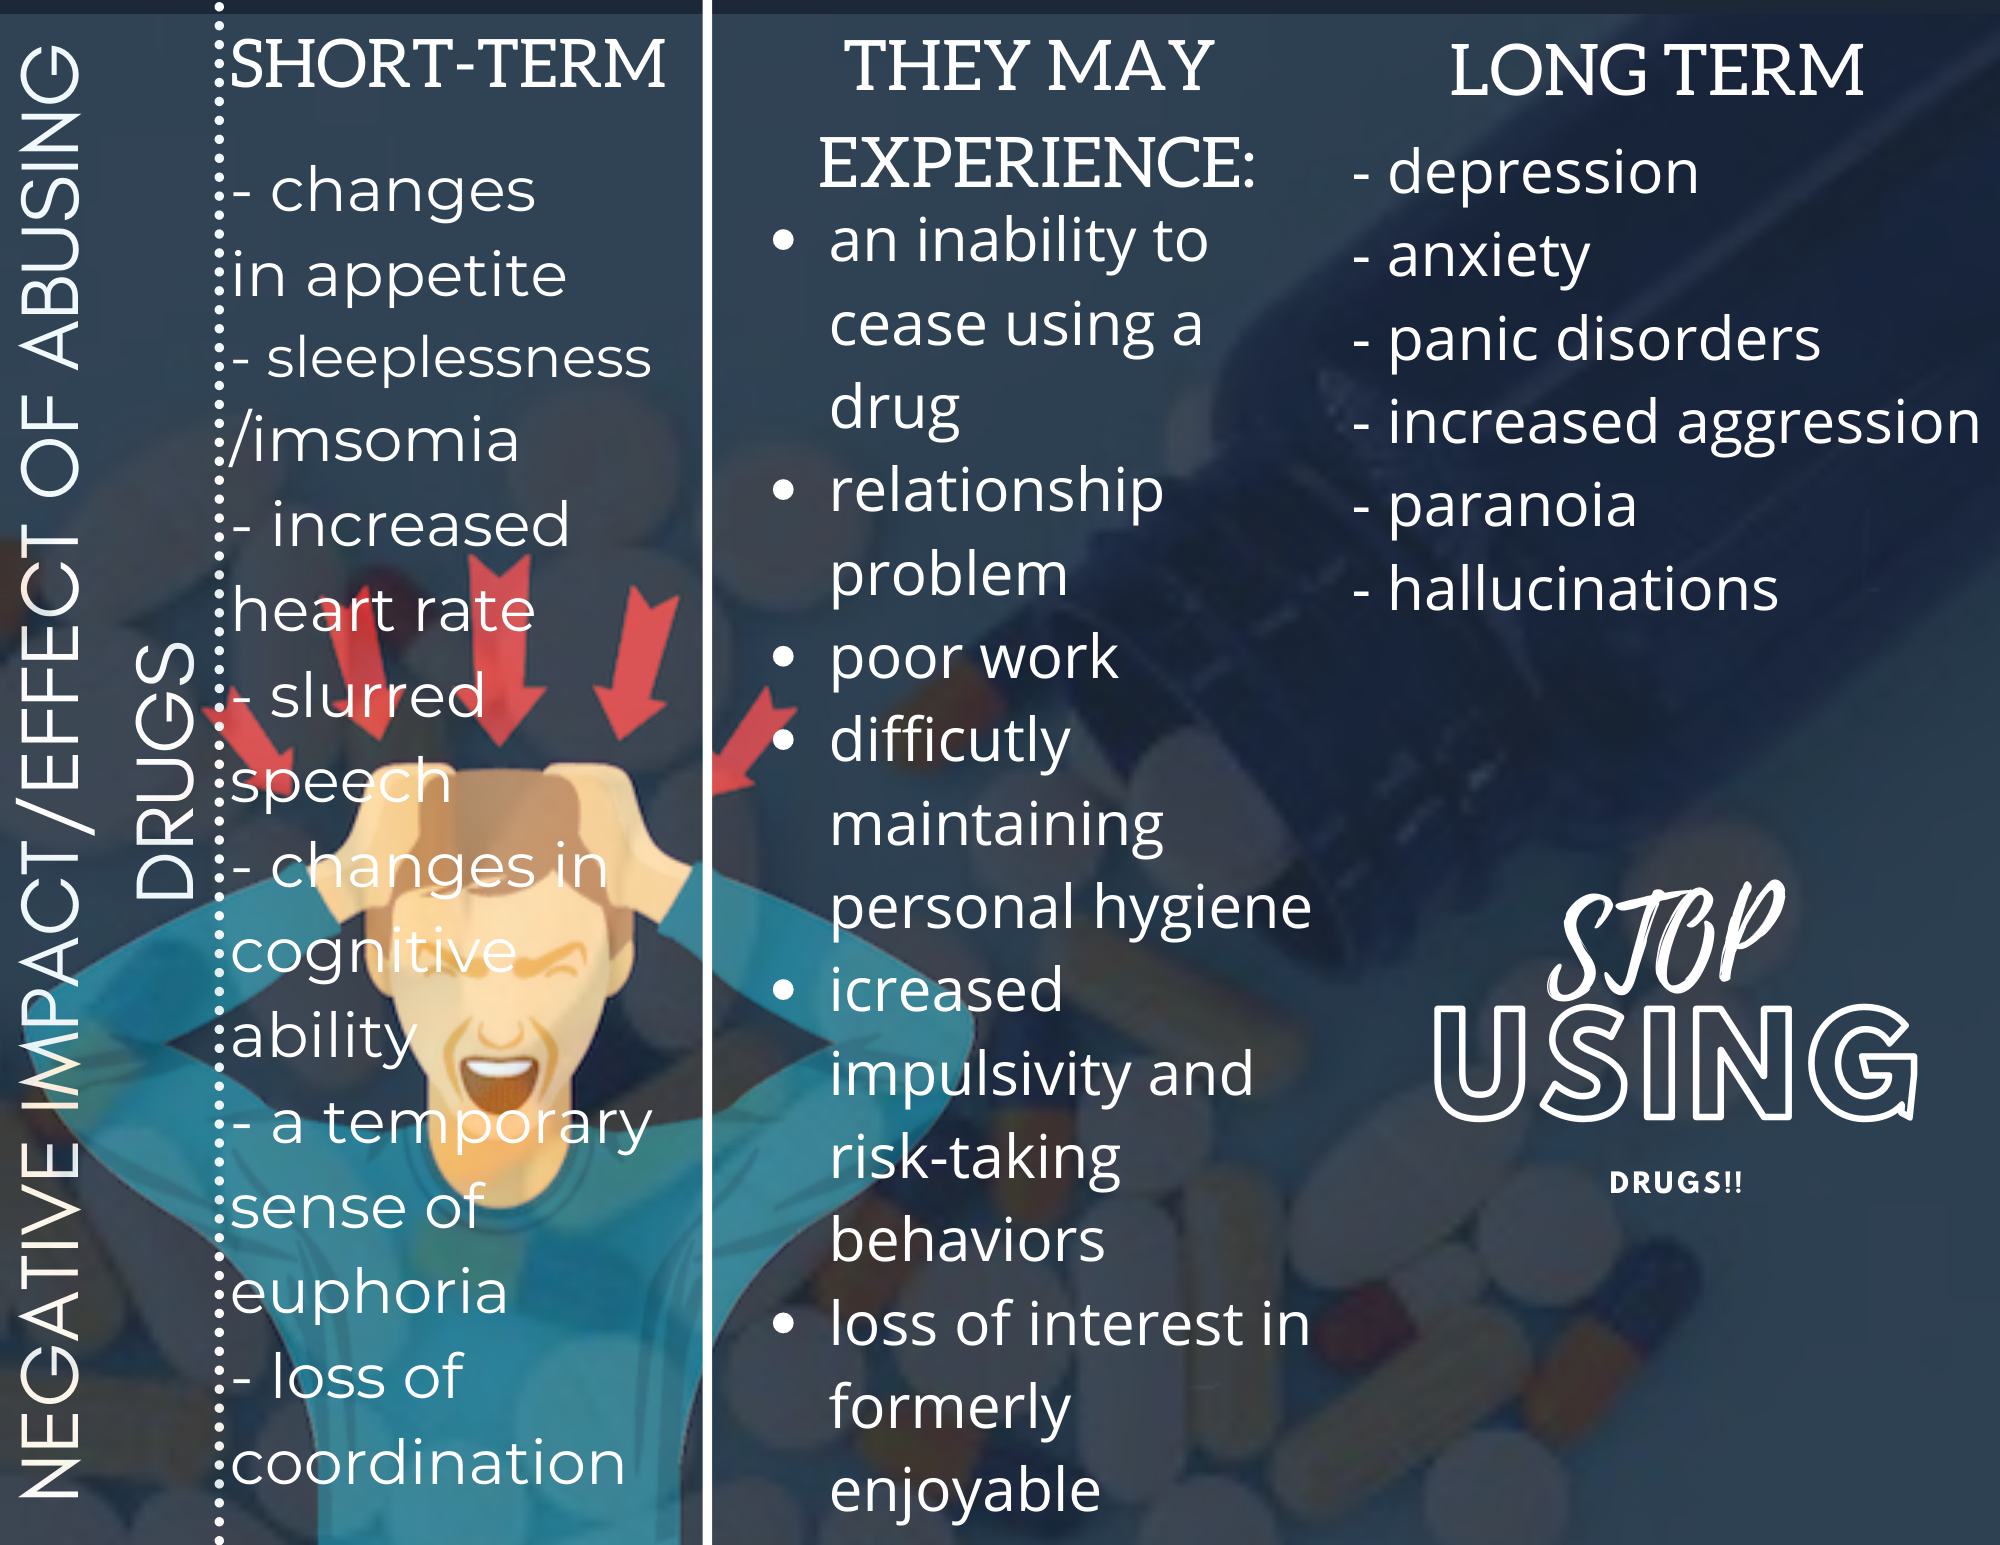 NEGATIVE IMPACT/EFFECT OF ABUSING
DRUGS
SHORT-TERM
- changes
in appetite
- sleeplessness
/imsomia
- increased
heart rate
- slurred
speech
- changes in
cognitive
ability
- a temporary
sense of
euphoria
- loss of
coordination
THEY MAY
EXPERIENCE:
• an inability to
cease using a
drug
• relationship
problem
• poor work
• difficutly
maintaining
personal hygiene
• icreased
impulsivity and
risk-taking
behaviors
• loss of interest in
formerly
enjoyable
LONG TERM
- depression
- anxiety
- panic disorders
- increased aggression
- paranoia
- hallucinations
STOP
USING
DRUGS!!